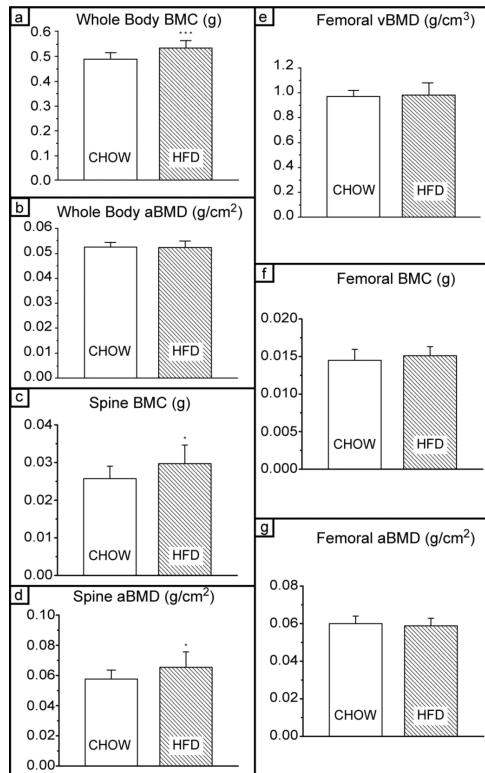 a
Whole Body BMC (g)
0.6
0.5
0.4
0.3
0.2
0.1
0.0
***
CHOW
HFD
b
Whole Body aBMD (g/cm²)
0.06
0.05
0.04
0.03
0.02
0.01
0.00
CHOW
HFD
c
Spine BMC (g)
0.04
0.03
0.02
0.01
0.00
*
CHOW
HFD
d
Spine aBMD (g/cm²)
0.10
0.08
0.06
0.04
0.02
0.00
*
CHOW
HFD
e
Femoral vBMD (g/cm³)
1.2
1.0
0.8
0.6
0.4
0.2
0.0
CHOW
HFD
f
Femoral BMC (g)
0.020
0.015
0.010
0.005
0.000
CHOW
HFD
g
Femoral aBMD (g/cm²)
0.08
0.06
0.04
0.02
0.00
CHOW
HFD